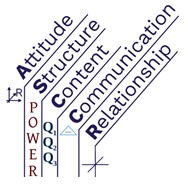 Attitude
Structure
Content
Communication
Relationship
R
POWER
Q1
Q2
Q3